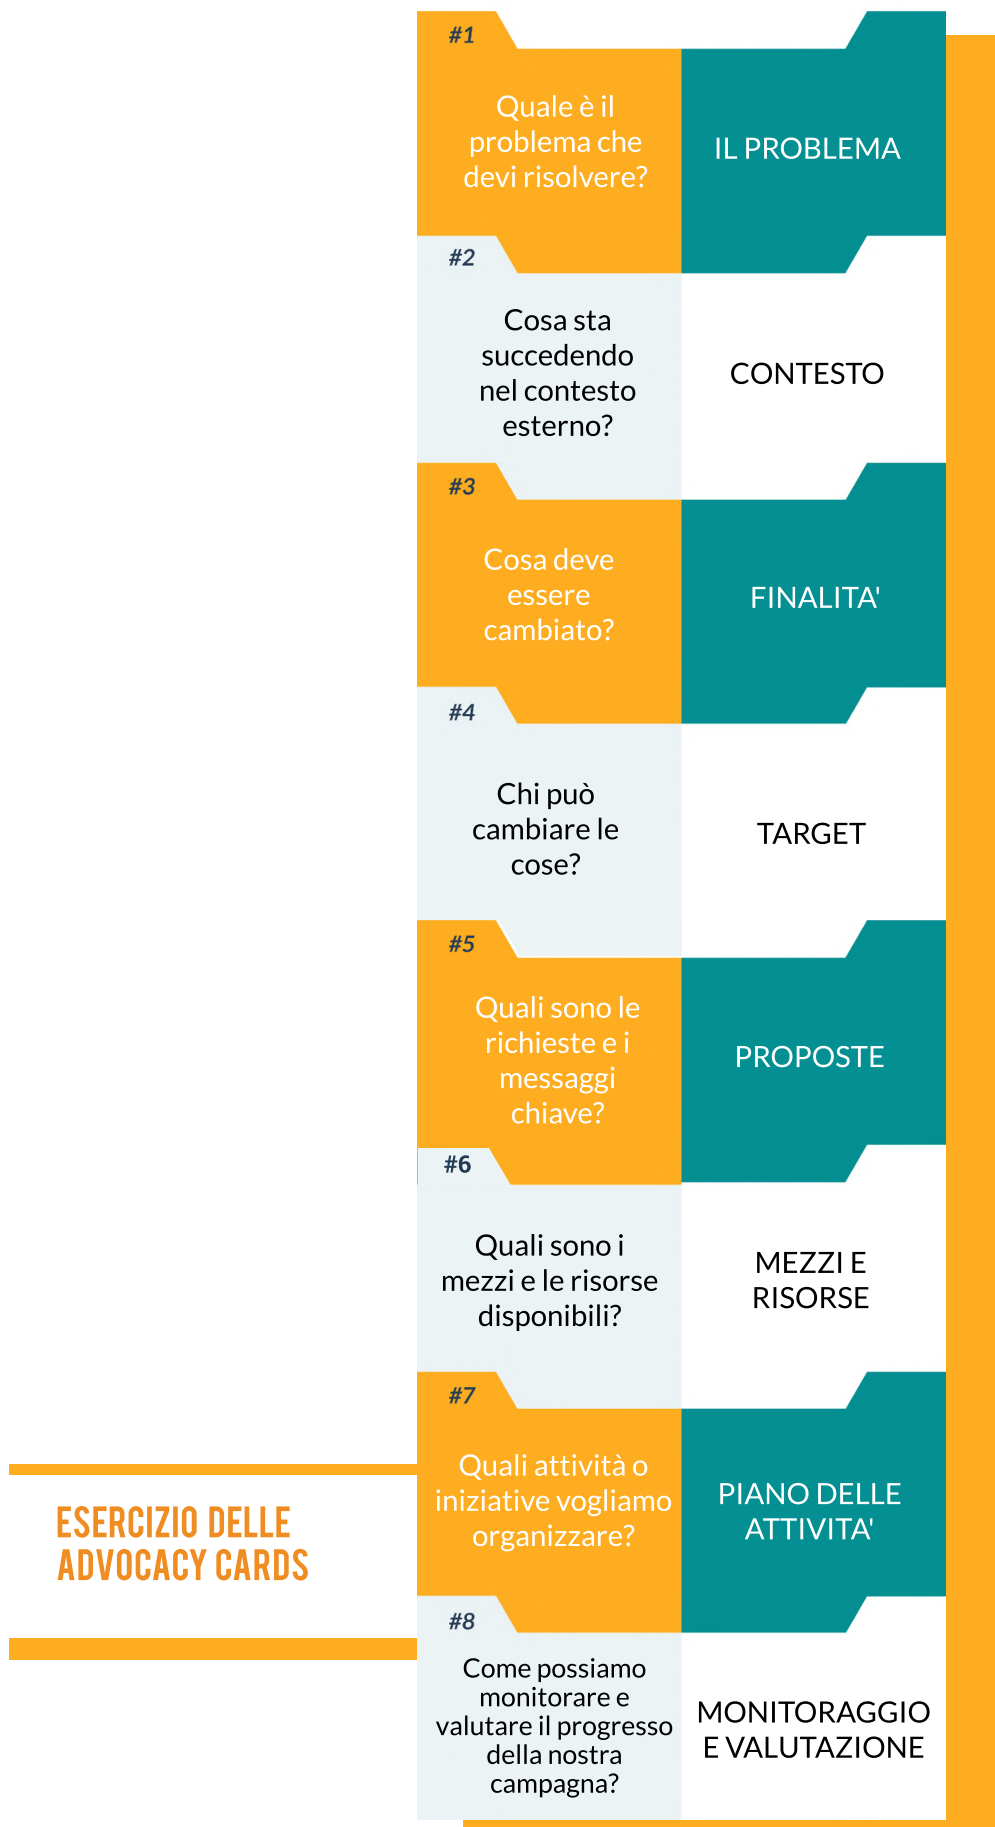 #1
Quale è il
problema che
devi risolvere?
IL PROBLEMA
#2
Cosa sta
succedendo
nel contesto
esterno?
CONTESTO
#3
Cosa deve
essere
cambiato?
FINALITA'
#4
Chi può
cambiare le
cose?
TARGET
#5
Quali sono le
richieste e i
messaggi
chiave?
PROPOSTE
#6
Quali sono i
mezzi e le risorse
disponibili?
MEZZI E
RISORSE
#7
Quali attività o
iniziative vogliamo
organizzare?
PIANO DELLE
ATTIVITA'
ESERCIZIO DELLE
ADVOCACY CARDS
#8
Come possiamo
monitorare e
valutare il progresso
della nostra
campagna?
MONITORAGGIO
E VALUTAZIONE